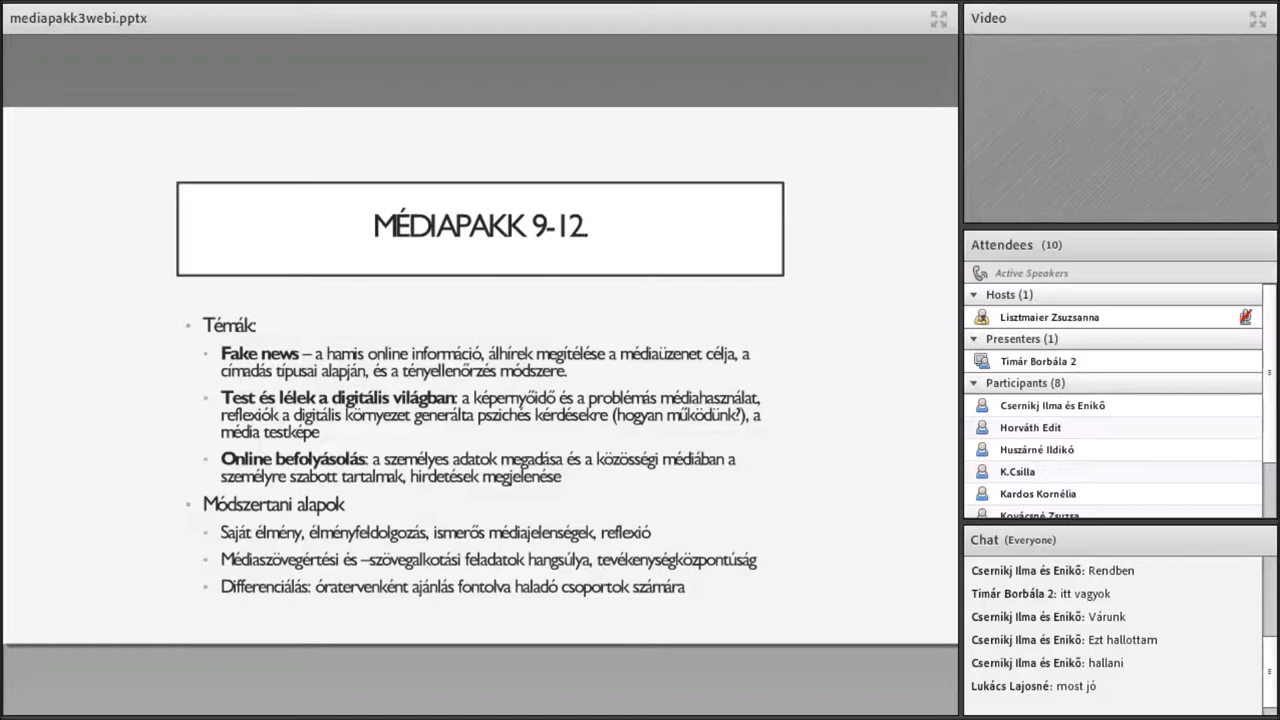 mediapakk3webi.pptx
MÉDIAPAKK 9-12.
Témák:
Fake news – a hamis online információ, álhírek megítélése a médiaüzenet célja, a
címadás típusai alapján, és a tényellenőrzés módszere.
Test és lélek a digitális világban: a képernyőidő és a problémás médiahasználat,
reflexiók a digitális környezet generálta pszichés kérdésekre (hogyan működünk?), a
média testképe
Online befolyásolás: a személyes adatok megadása és a közösségi médiában a
személyre szabott tartalmak, hirdetések megjelenése
Módszertani alapok
Saját élmény, élményfeldolgozás, ismerős médiajelenségek, reflexió
Médiaszövegértési és –szövegalkotási feladatok hangsúlya, tevékenységközpontúság
Differenciálás: óratervenként ajánlás fontolva haladó csoportok számára
Video
Attendees (10)
Active Speakers
Hosts (1)
Lisztmaier Zsuzsanna
Presenters (1)
Timár Borbála 2
Participants (8)
Csernikj Ilma és Enikő
Horváth Edit
Huszárné Ildikó
K.Csilla
Kardos Kornélia
Kovácsné Zsuzsa
Chat (Everyone)
Csernikj Ilma és Enikő: Rendben
Timár Borbála 2: itt vagyok
Csernikj Ilma és Enikő: Várunk
Csernikj Ilma és Enikő: Ezt hallottam
Csernikj Ilma és Enikő: hallani
Lukács Lajosné: most jó